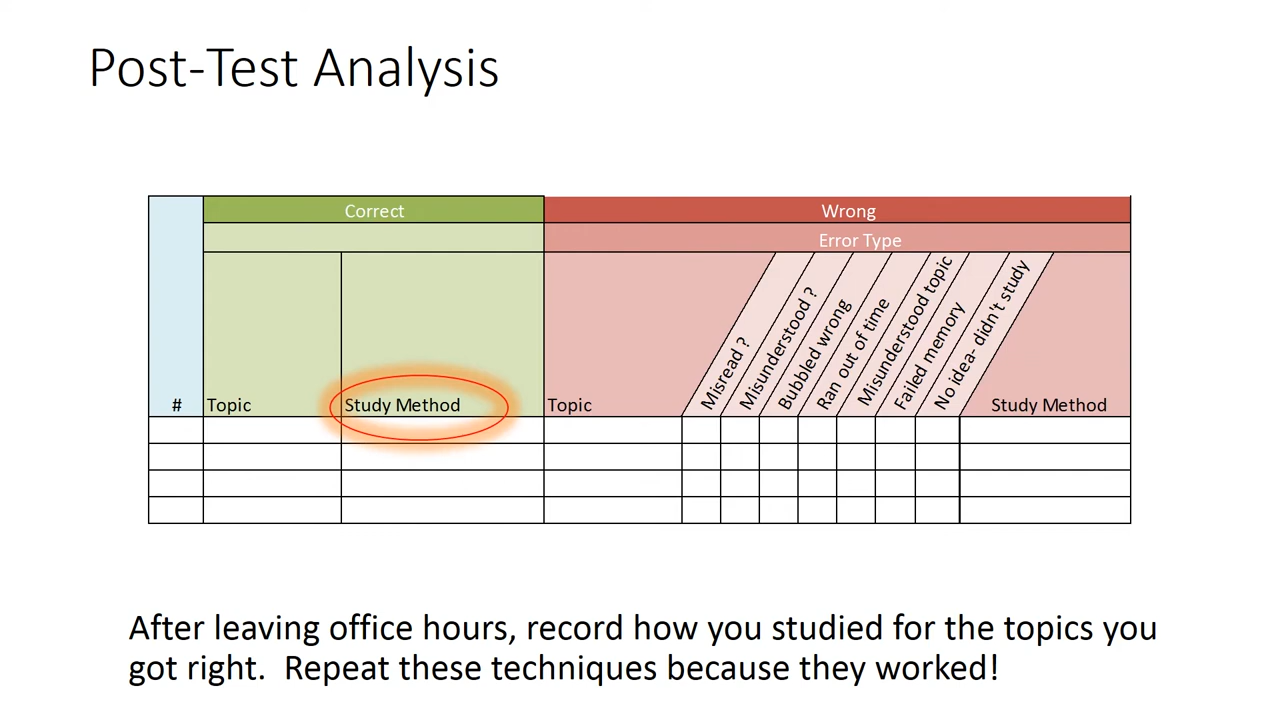 Post-Test Analysis
Correct
Wrong
Error Type
#
Topic
Study Method
Topic
Misread ?
Misunderstood ?
Bubbled wrong
Ran out of time
Misunderstood topic
Failed memory
No idea- didn't study
Study Method
After leaving office hours, record how you studied for the topics you
got right.  Repeat these techniques because they worked!